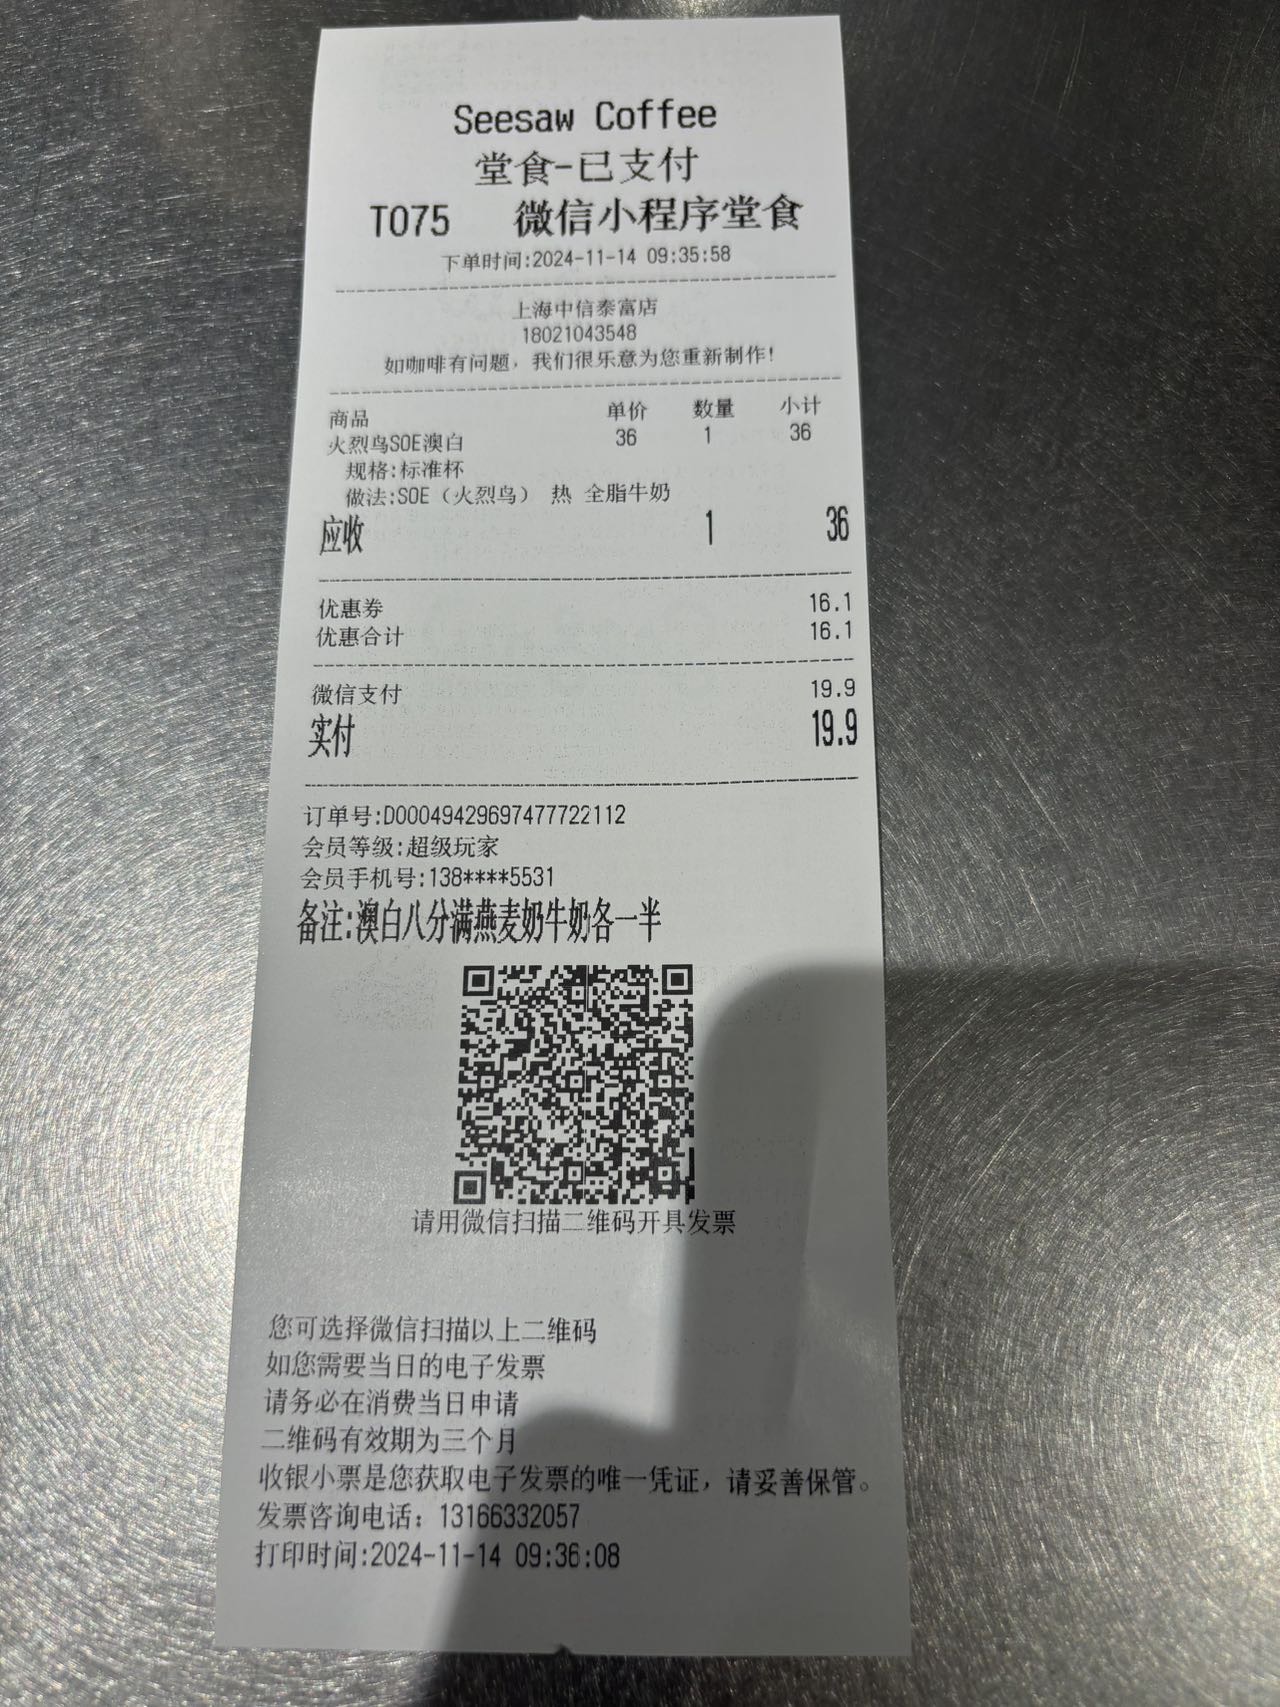 Seesaw Coffee
堂食-已支付
T075 微信小程序堂食
下单时间:2024-11-14 09:35:58
上海中信泰富店
18021043548
如咖啡有问题，我们很乐意为您重新制作!
商品 单价 数量 小计
火烈鸟SOE澳白 36 1 36
规格:标准杯
做法:SOE（火烈鸟） 热 全脂牛奶
应收 1 36
优惠券 16.1
优惠合计 16.1
微信支付 19.9
实付 19.9
订单号:D00049429697477722112
会员等级:超级玩家
会员手机号:138****5531
备注:澳白八分满燕麦奶牛奶各一半
请用微信扫描二维码开具发票
您可选择微信扫描以上二维码
如您需要当日的电子发票
请务必在消费当日申请
二维码有效期为三个月
收银小票是您获取电子发票的唯一凭证，请妥善保管。
发票咨询电话：13166332057
打印时间:2024-11-14 09:36:08